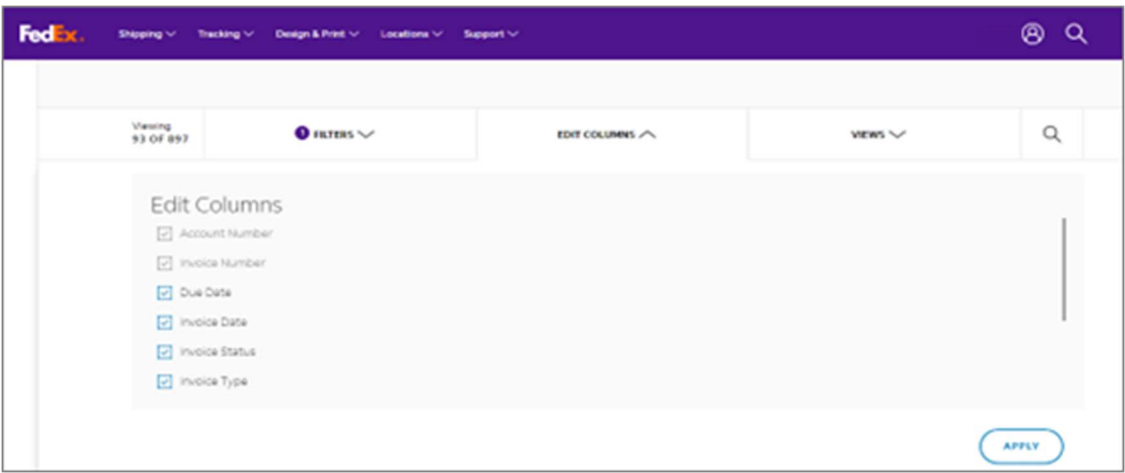 FedEx.
Shipping Tracking Design & Print Locations Support
Viewing
93 OF 897
1 FILTERS
EDIT COLUMNS
VIEWS
Edit Columns
Account Number
Invoice Number
Due Date
Invoice Date
Invoice Status
Invoice Type
APPLY